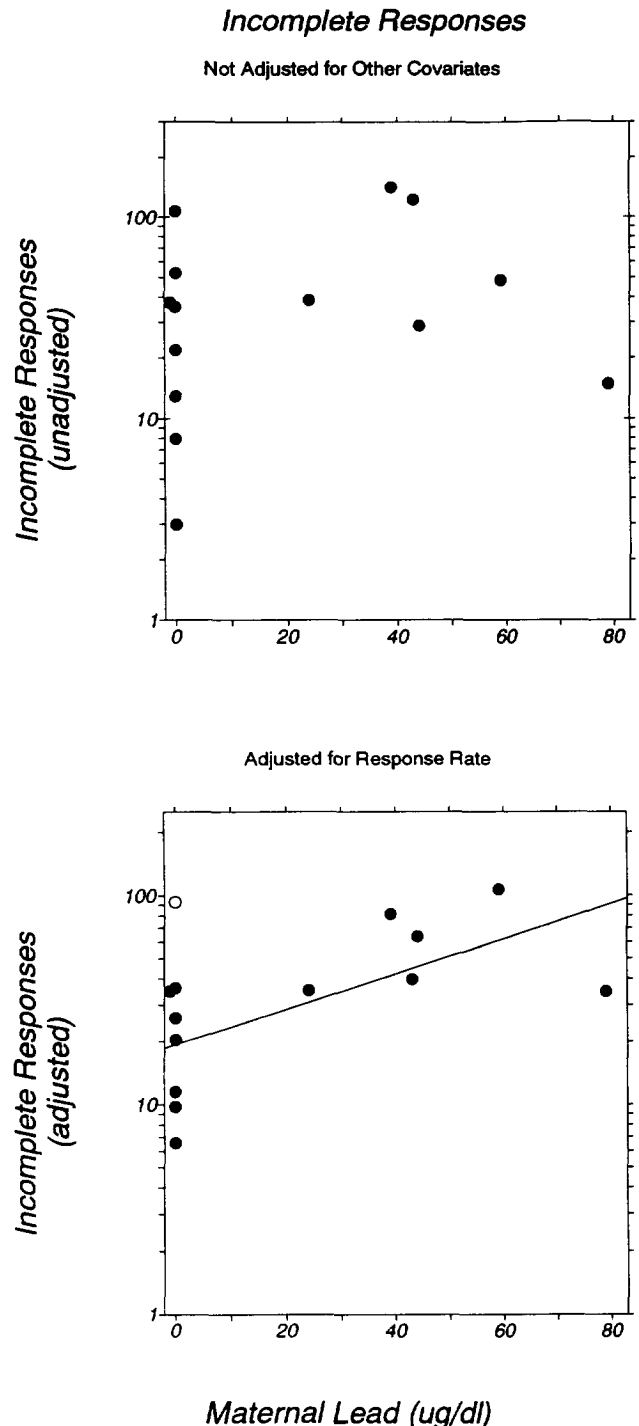 Incomplete Responses
Not Adjusted for Other Covariates
Incomplete Responses
(unadjusted)
100
10
1
0 20 40 60 80
Adjusted for Response Rate
Incomplete Responses
(adjusted)
100
10
1
0 20 40 60 80
Maternal Lead (ug/dl)